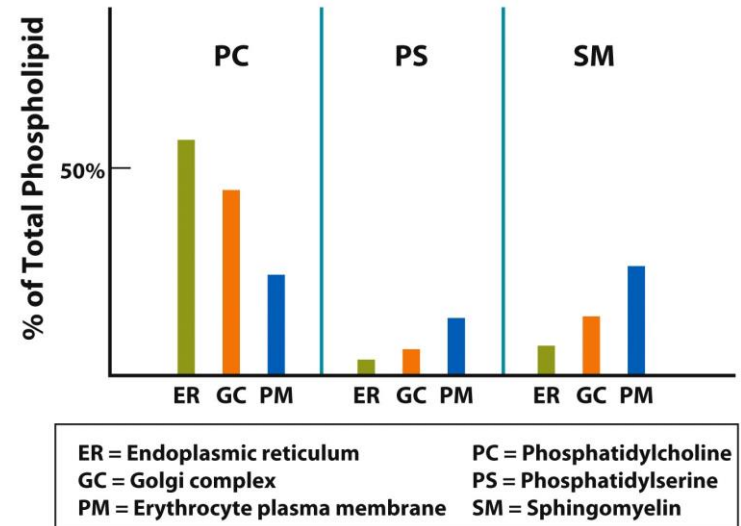 % of Total Phospholipid
PC
PS
SM
50%
ER GC PM
ER GC PM
ER GC PM
ER = Endoplasmic reticulum
GC = Golgi complex
PM = Erythrocyte plasma membrane
PC = Phosphatidylcholine
PS = Phosphatidylserine
SM = Sphingomyelin